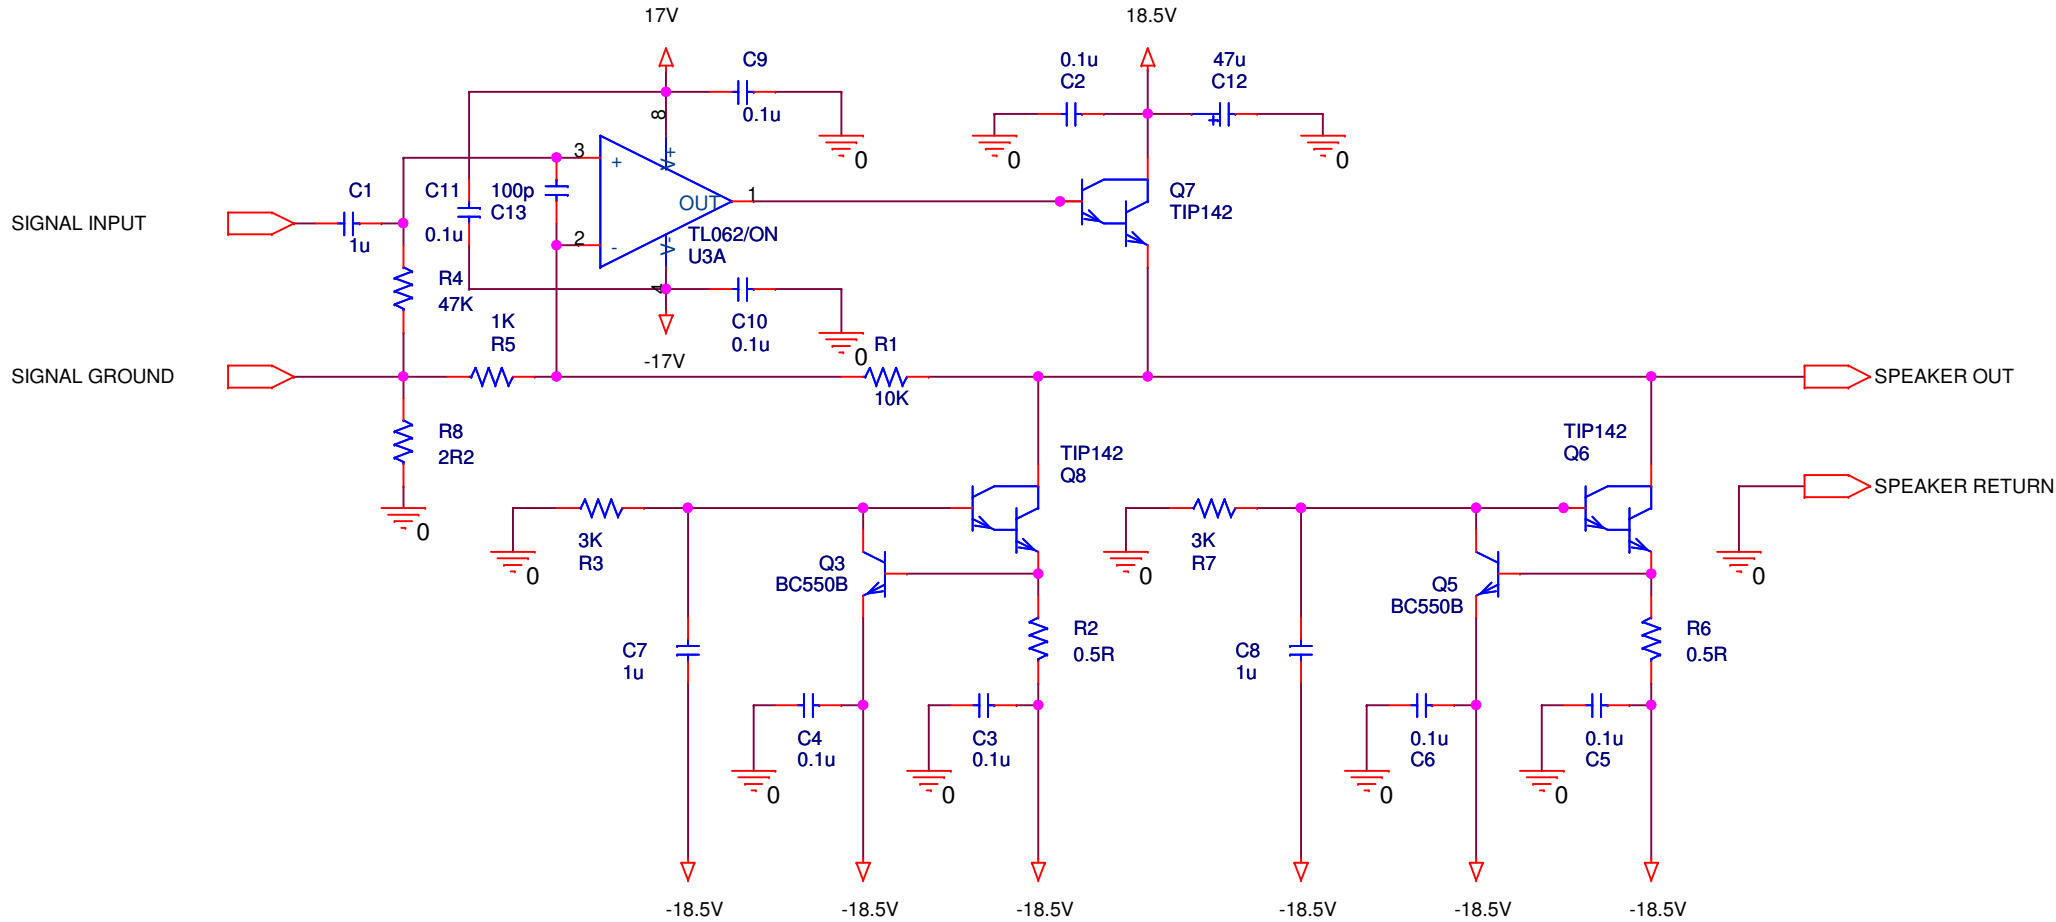 17V
18.5V
C9
0.1u
0.1u
C2
47u
C12
8
0
0
0
3
+
V+
C1
1u
C11
0.1u
100p
C13
OUT
1
Q7
TIP142
SIGNAL INPUT
2
-
V-
TL062/ON
U3A
R4
47K
4
C10
0.1u
0
1K
R5
-17V
R1
10K
SIGNAL GROUND
SPEAKER OUT
R8
2R2
0
TIP142
Q8
TIP142
Q6
SPEAKER RETURN
3K
R3
0
Q3
BC550B
3K
R7
0
Q5
BC550B
0
C7
1u
R2
0.5R
C8
1u
R6
0.5R
C4
0.1u
0
C3
0.1u
0
0.1u
C6
0
0.1u
C5
0
-18.5V
-18.5V
-18.5V
-18.5V
-18.5V
-18.5V